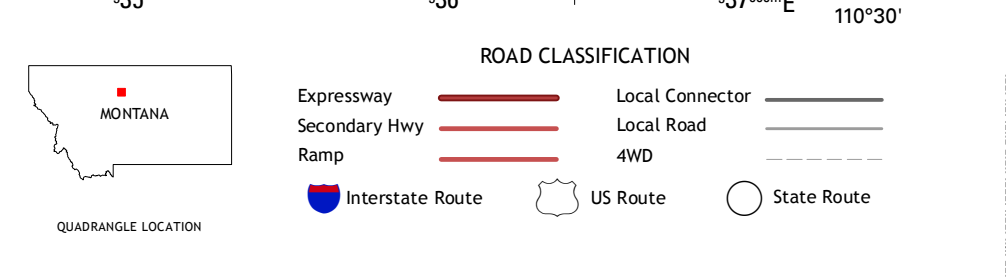 110°30'
ROAD CLASSIFICATION
Expressway
Local Connector
Secondary Hwy
Local Road
Ramp
4WD
Interstate Route
US Route
State Route
MONTANA
QUADRANGLE LOCATION